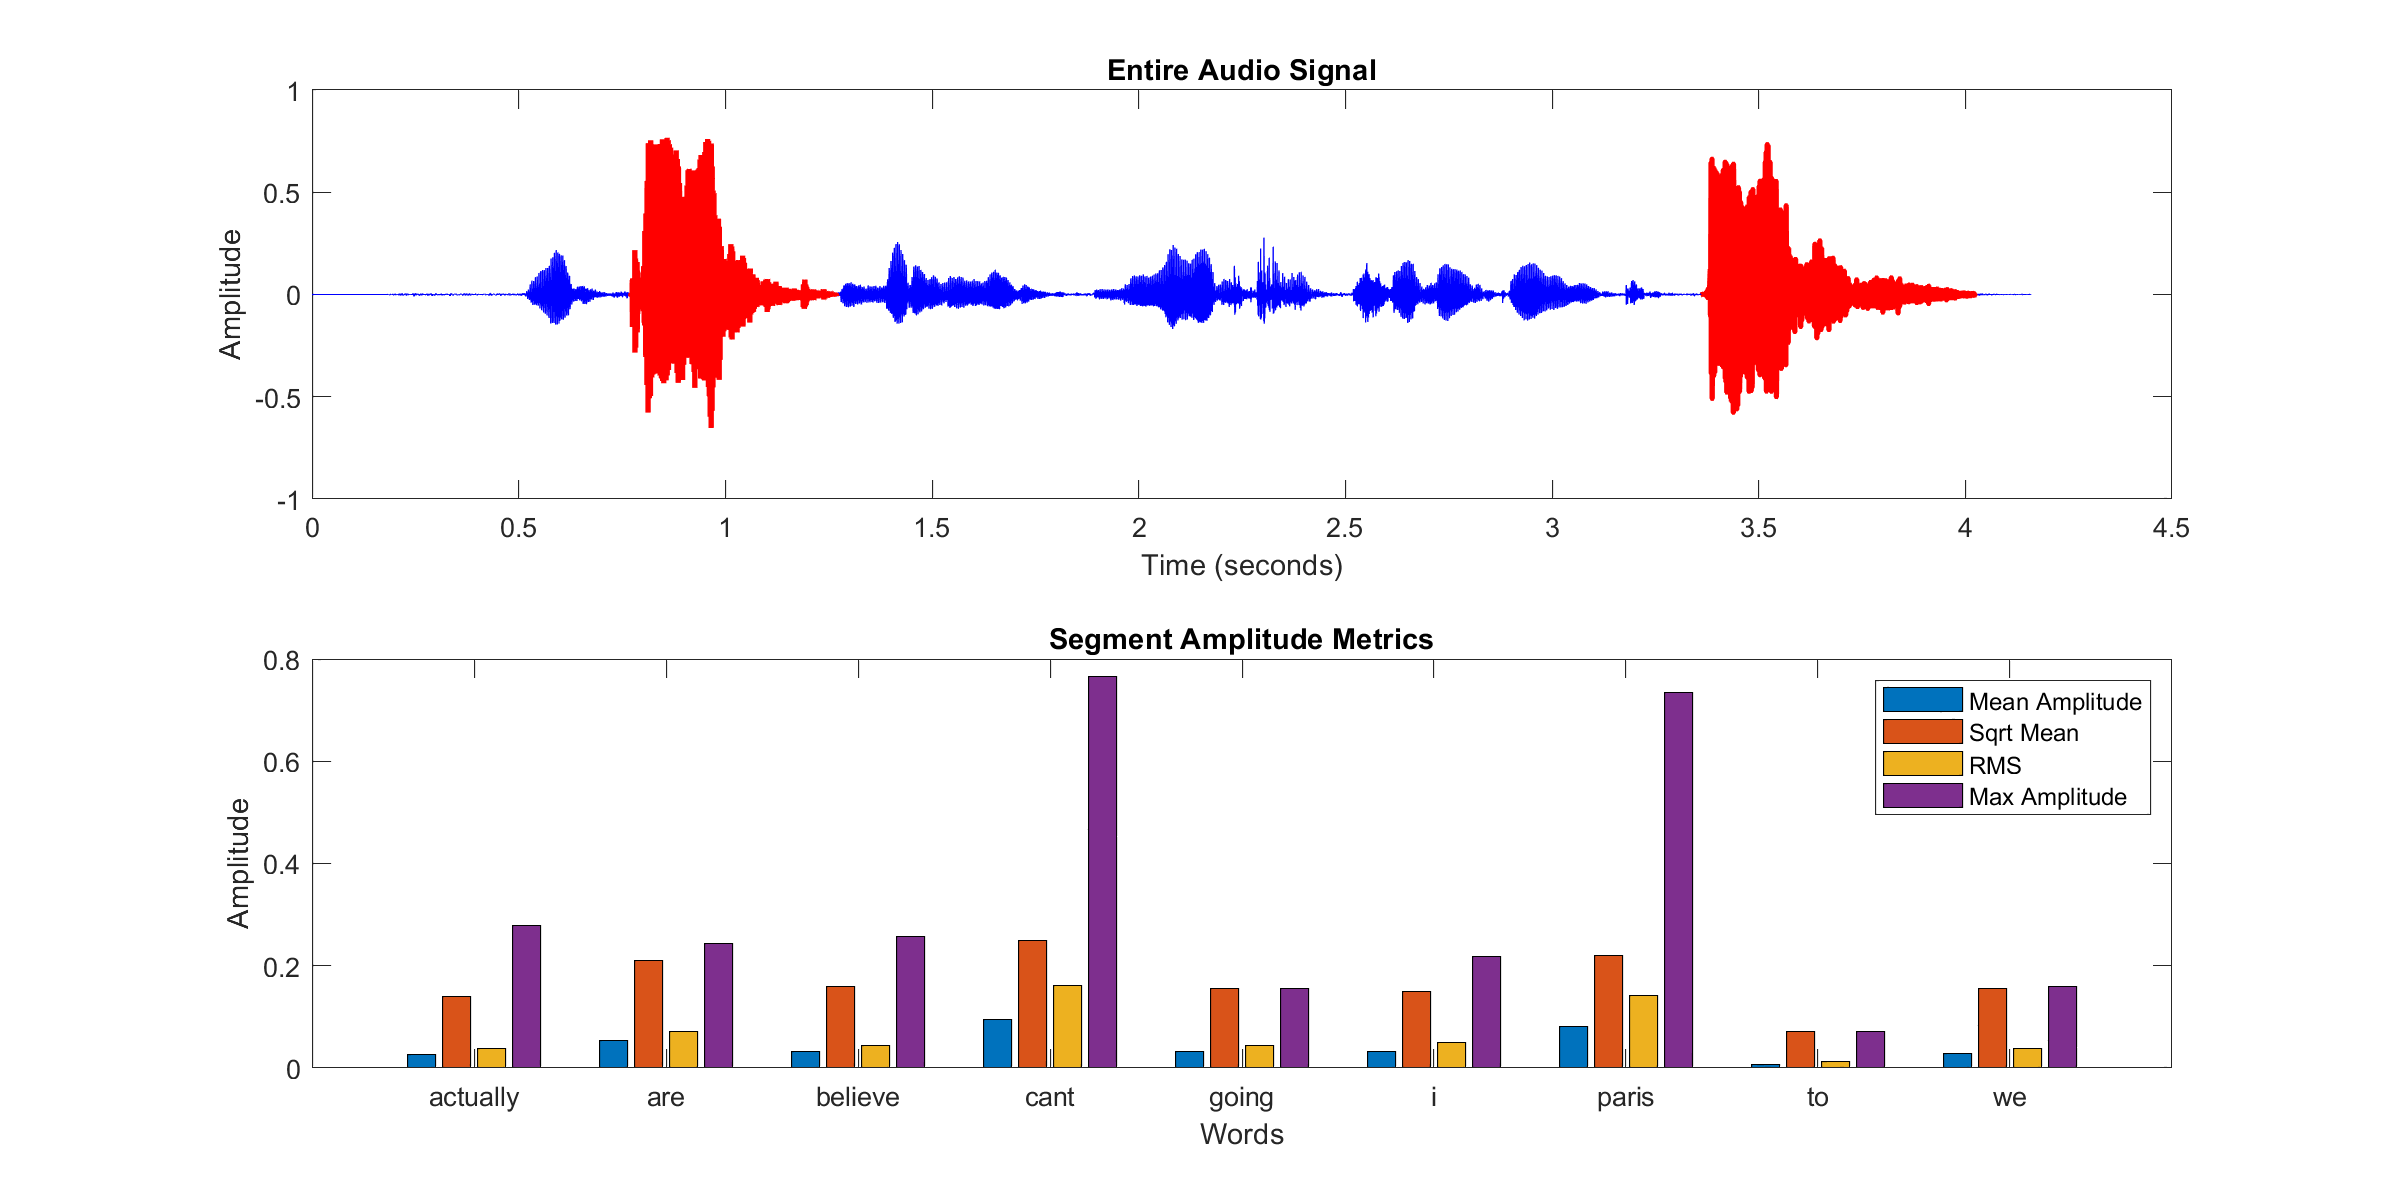 Entire Audio Signal
1
0.5
0
-0.5
-1
Amplitude
0 0.5 1 1.5 2 2.5 3 3.5 4 4.5
Time (seconds)
Segment Amplitude Metrics
0.8
0.6
0.4
0.2
0
Amplitude
Mean Amplitude
Sqrt Mean
RMS
Max Amplitude
actually are believe cant going i paris to we
Words